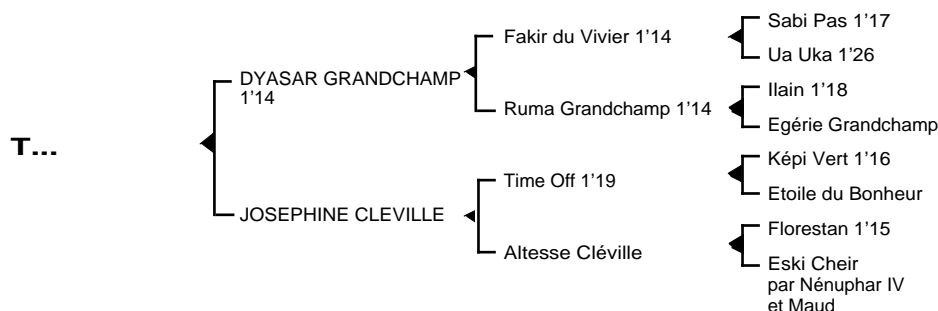 T...
DYASAR GRANDCHAMP
1’14
JOSEPHINE CLEVILLE
Fakir du Vivier 1’14
Ruma Grandchamp 1’14
Time Off 1’19
Altesse Cléville
Sabi Pas 1’17
Ua Uka 1’26
Ilain 1’18
Egérie Grandchamp
Képi Vert 1’16
Etoile du Bonheur
Florestan 1’15
Eski Cheir
par Nénuphar IV
et Maud